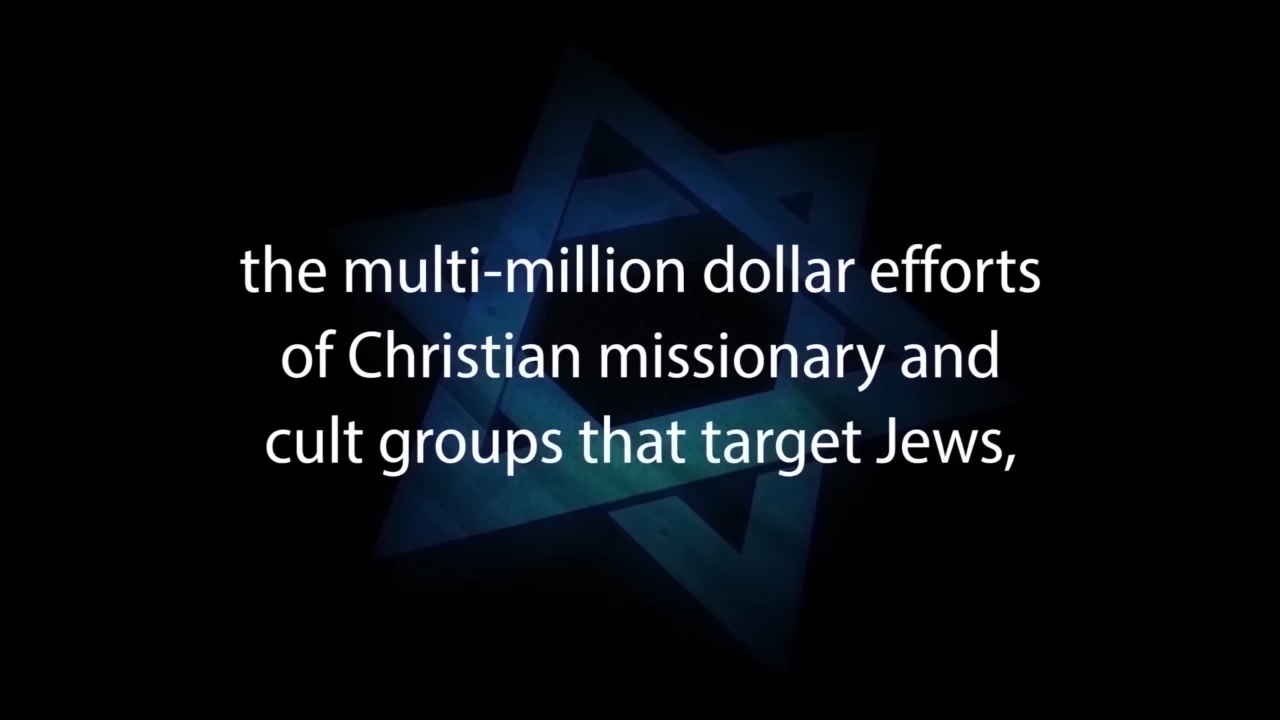 the multi-million dollar efforts
of Christian missionary and
cult groups that target Jews,